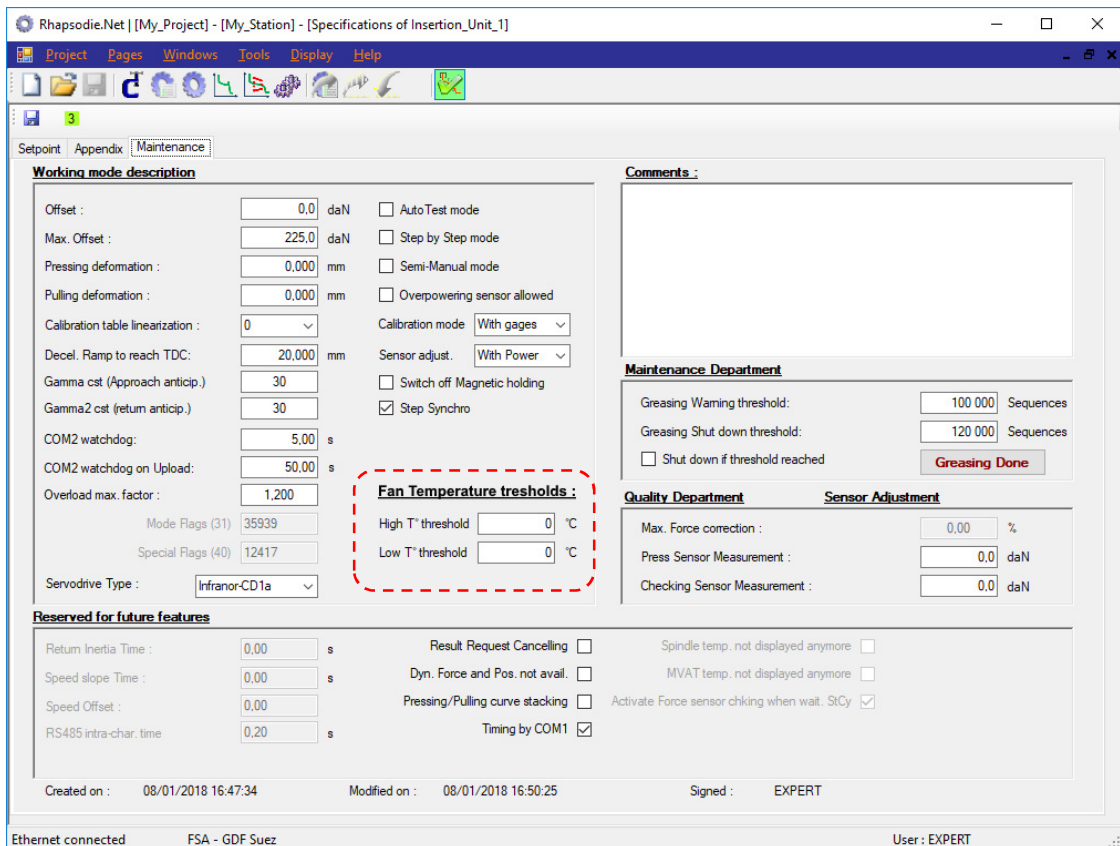 Rhapsodie.Net | [My_Project] - [My_Station] - [Specifications of Insertion_Unit_1]
Project Pages Windows Tools Display Help
3
Setpoint Appendix Maintenance
Working mode description
Offset : 0,0 daN
Max. Offset : 225,0 daN
Pressing deformation : 0,000 mm
Pulling deformation : 0,000 mm
Calibration table linearization : 0
Decel. Ramp to reach TDC: 20,000 mm
Gamma cst (Approach anticip.) 30
Gamma2 cst (return anticip.) 30
COM2 watchdog: 5,00 s
COM2 watchdog on Upload: 50,00 s
Overload max. factor : 1,200
Mode Flags (31) 35939
Special Flags (40) 12417
Servodrive Type : Infranor-CD1a
AutoTest mode
Step by Step mode
Semi-Manual mode
Overpowering sensor allowed
Calibration mode With gages
Sensor adjust. With Power
Switch off Magnetic holding
Step Synchro
Fan Temperature tresholds :
High T° threshold 0 °C
Low T° threshold 0 °C
Comments :
Maintenance Department
Greasing Warning threshold: 100 000 Sequences
Greasing Shut down threshold: 120 000 Sequences
Shut down if threshold reached Greasing Done
Quality Department Sensor Adjustment
Max. Force correction : 0,00 %
Press Sensor Measurement : 0,0 daN
Checking Sensor Measurement : 0,0 daN
Reserved for future features
Return Inertia Time : 0,00 s
Speed slope Time : 0,00 s
Speed Offset : 0,00
RS485 intra-char. time 0,20 s
Result Request Cancelling
Dyn. Force and Pos. not avail.
Pressing/Pulling curve stacking
Timing by COM1
Spindle temp. not displayed anymore
MVAT temp. not displayed anymore
Activate Force sensor chking when wait. StCy
Created on : 08/01/2018 16:47:34 Modified on : 08/01/2018 16:50:25 Signed : EXPERT
Ethernet connected FSA - GDF Suez User : EXPERT